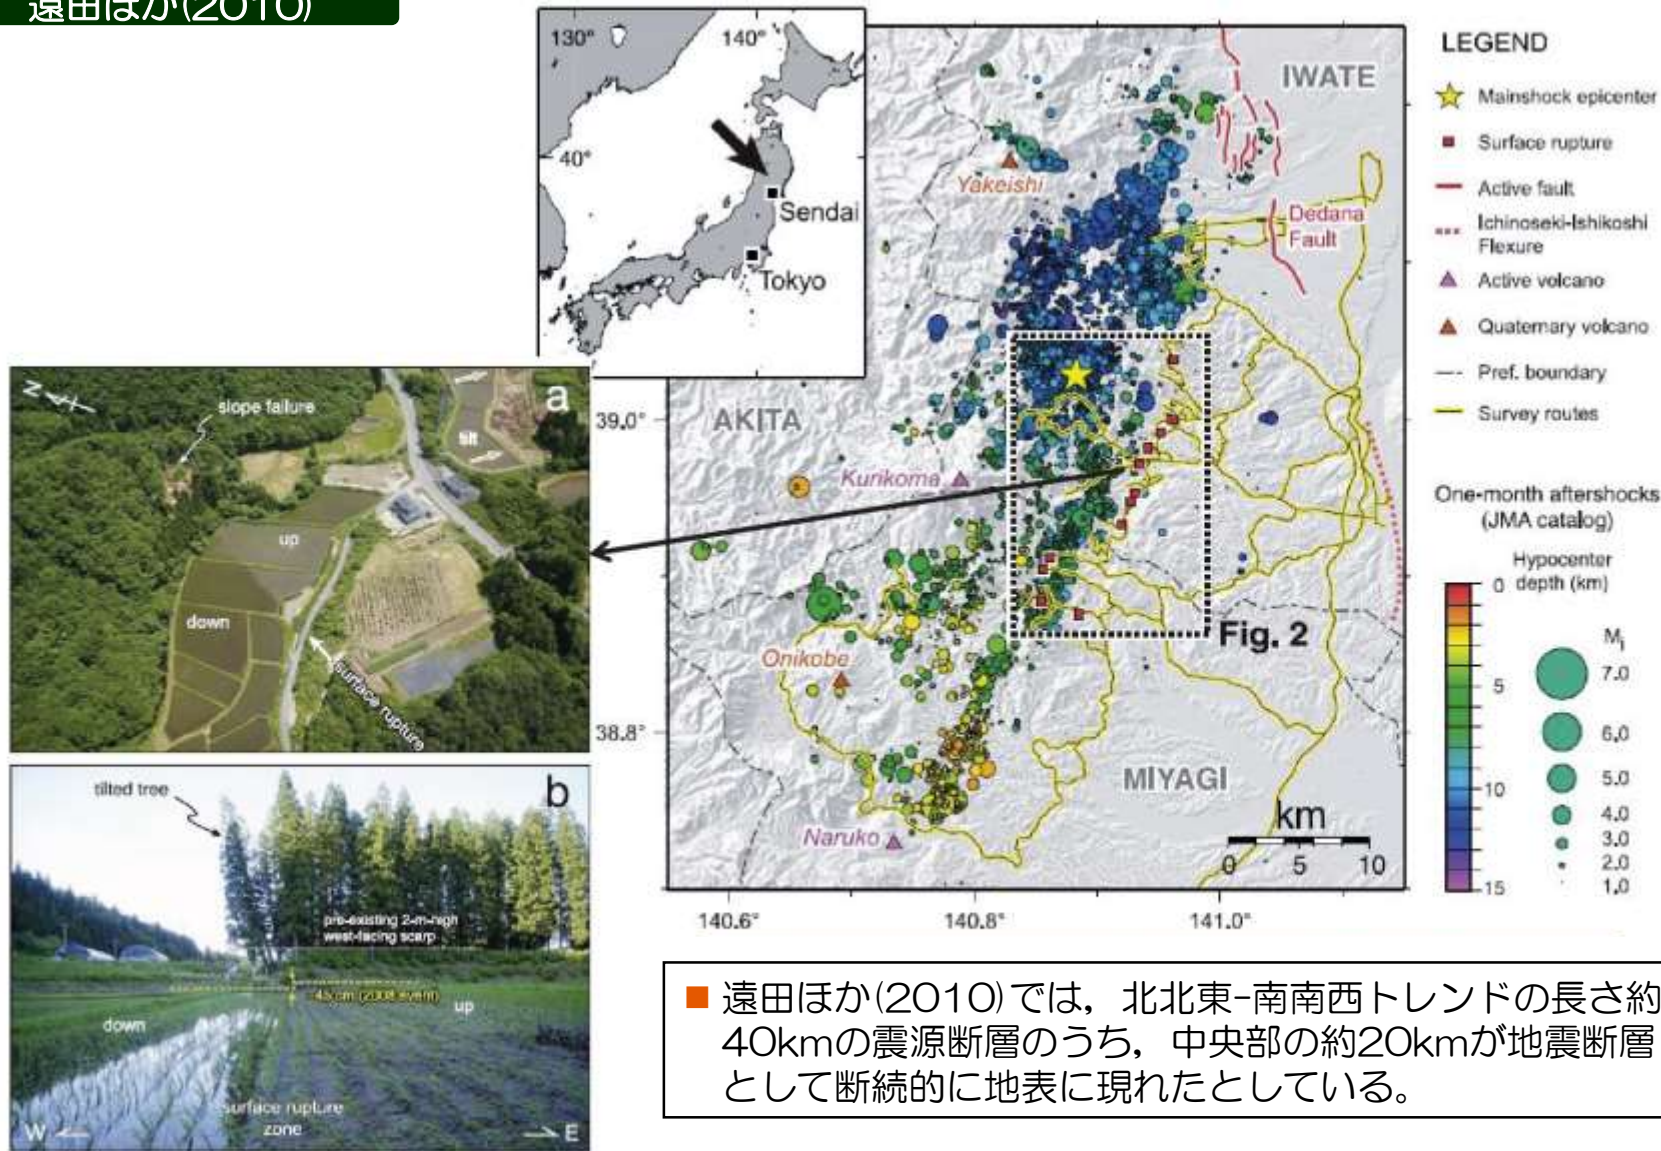 遠田ほか(2010)
130°
140°
40°
Sendai
Tokyo
IWATE
Yakeishi
Dedana
Fault
AKITA
Kurikoma
Fig. 2
Onikobe
MIYAGI
Naruko
km
0 5 10
39.0°
38.8°
140.6°
140.8°
141.0°
LEGEND
Mainshock epicenter
Surface rupture
Active fault
Ichinoseki-Ishikoshi
Flexure
Active volcano
Quaternary volcano
Pref. boundary
Survey routes
One-month aftershocks
(JMA catalog)
Hypocenter
depth (km)
0
5
10
15
Mj
7.0
6.0
5.0
4.0
3.0
2.0
1.0
a
N
slope failure
tilt
up
down
surface rupture
b
tilted tree
pre-existing 2-m-high
west-facing scarp
(2008 event)
up
down
surface rupture
zone
W
E
■ 遠田ほか(2010)では，北北東-南南西トレンドの長さ約
40kmの震源断層のうち，中央部の約20kmが地震断層
として断続的に地表に現れたとしている。